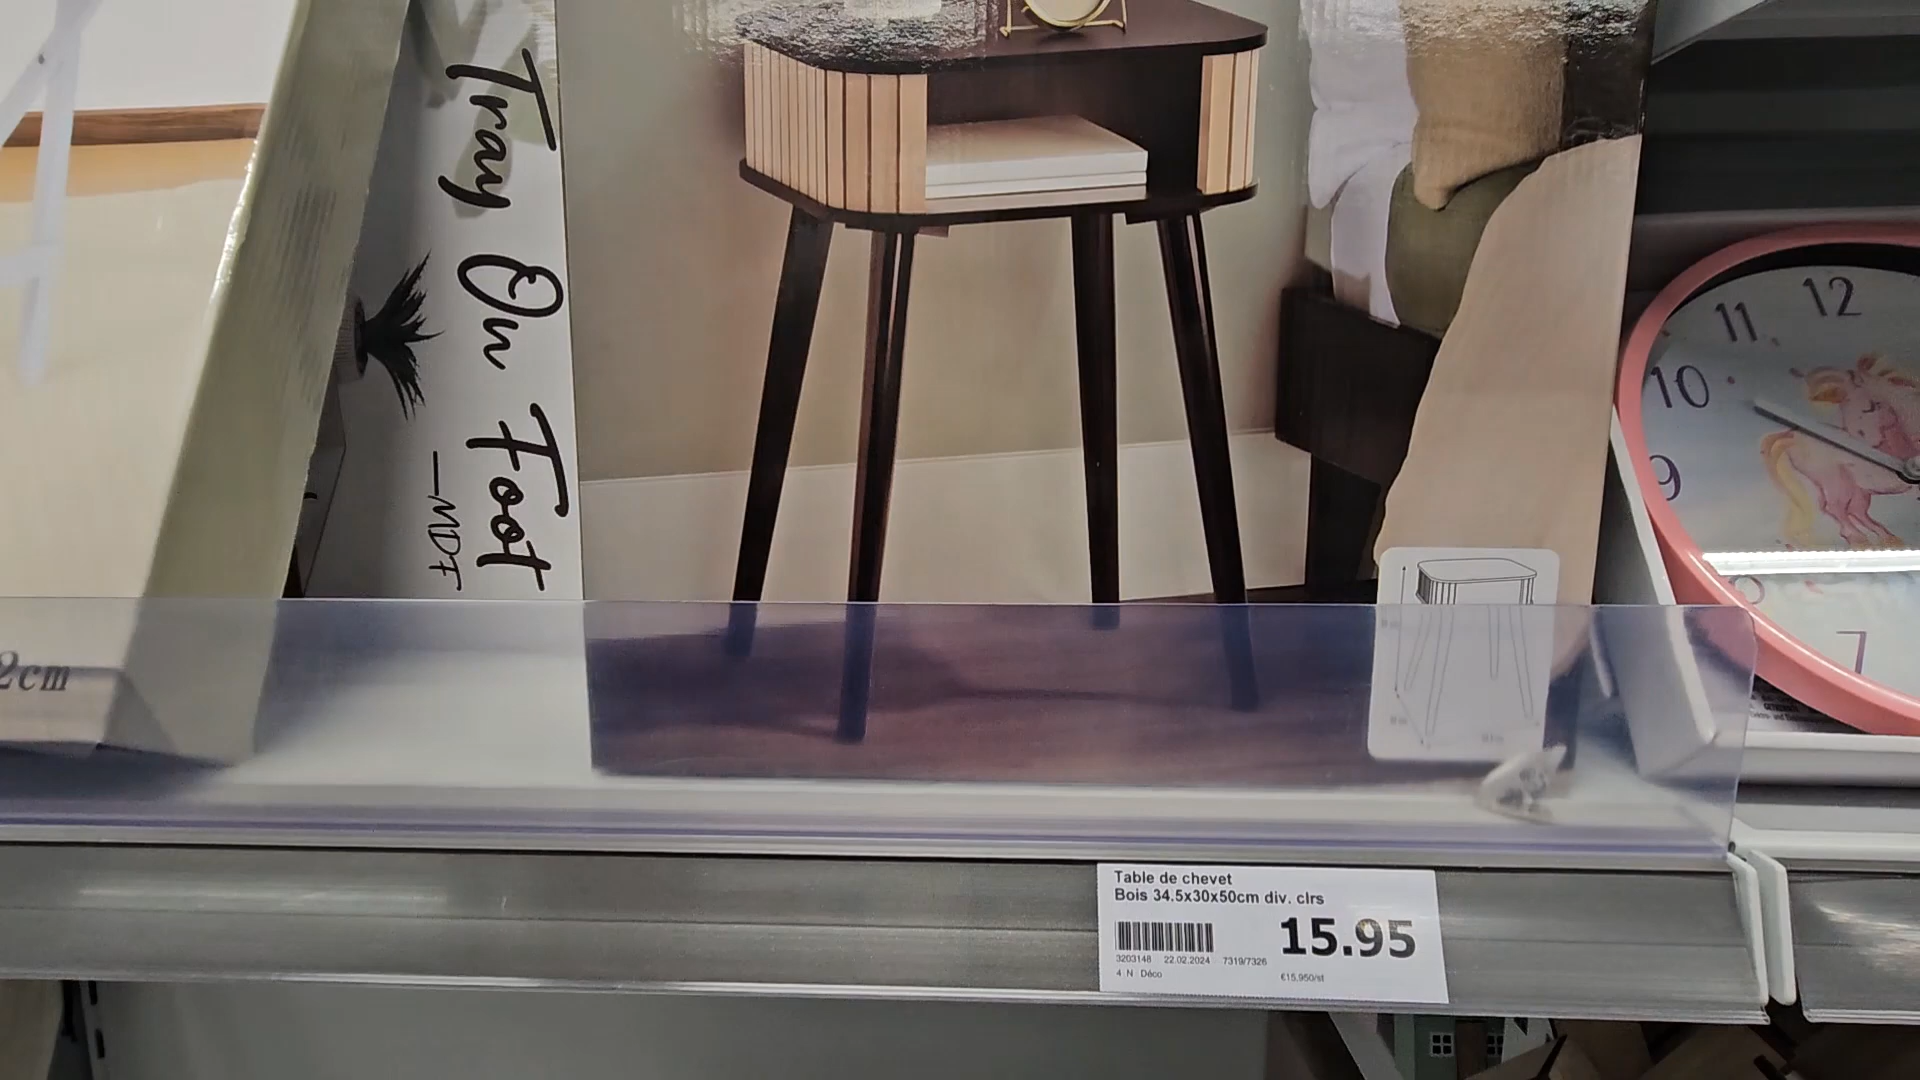 Tray On Foot
—MDF
12
11
10
9
7
2cm
Table de chevet
Bois 34.5x30x50cm div. clrs
15.95
3203148 22.02.2024 7319/7326
4 N Déco
€15,950/st